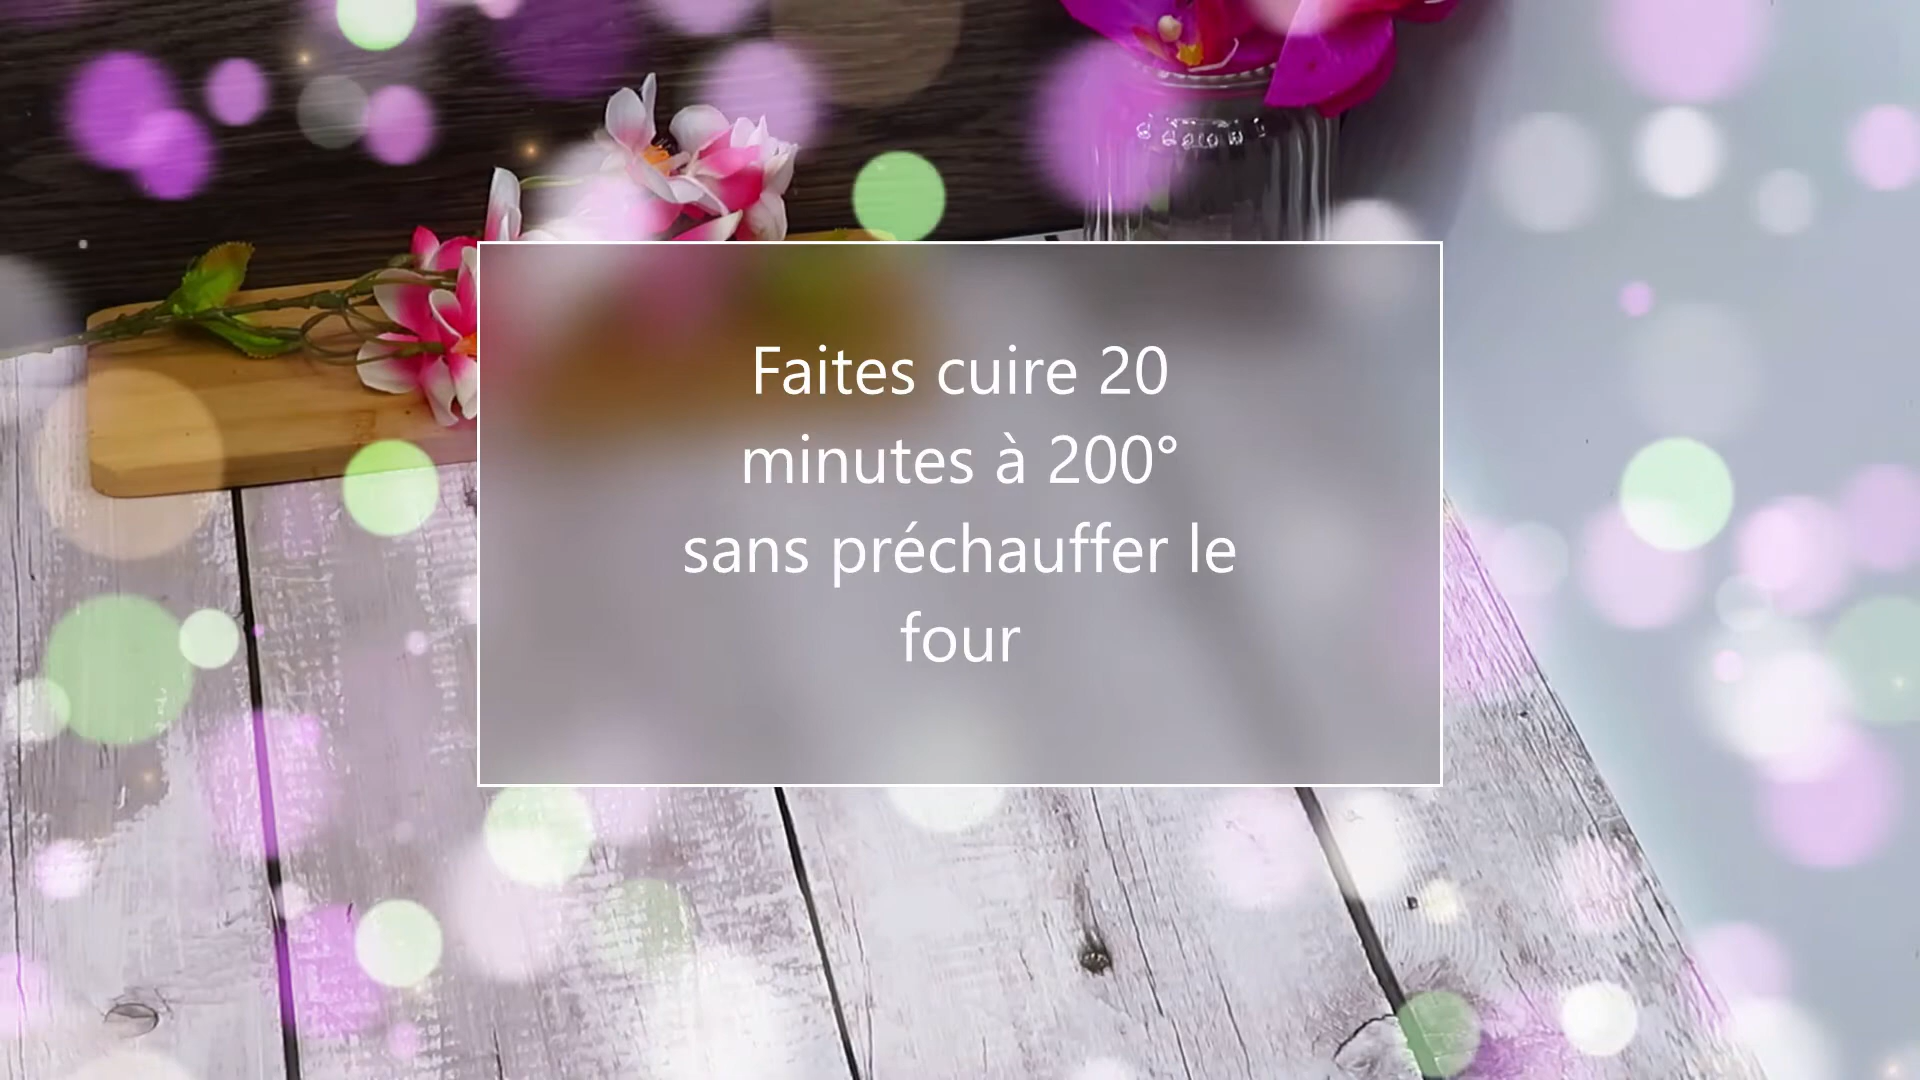 Faites cuire 20
minutes à 200°
sans préchauffer le
four